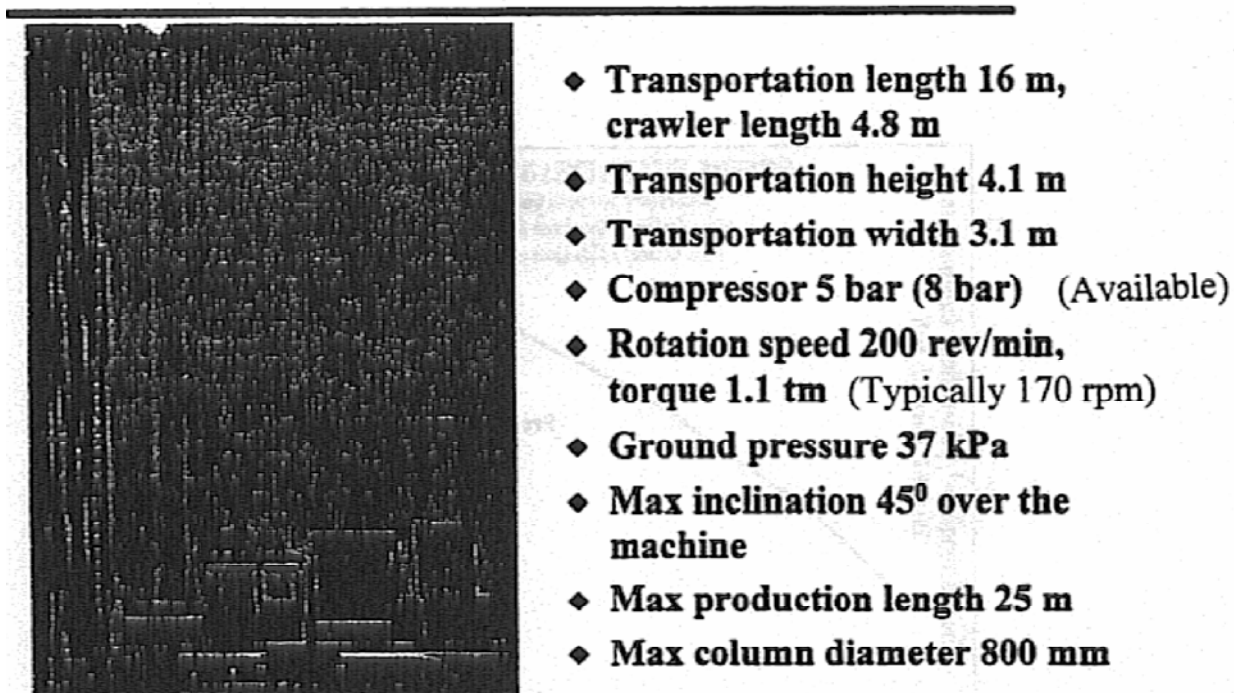 ◆ Transportation length 16 m,
crawler length 4.8 m
◆ Transportation height 4.1 m
◆ Transportation width 3.1 m
◆ Compressor 5 bar (8 bar) (Available)
◆ Rotation speed 200 rev/min,
torque 1.1 tm (Typically 170 rpm)
◆ Ground pressure 37 kPa
◆ Max inclination 45⁰ over the
machine
◆ Max production length 25 m
◆ Max column diameter 800 mm